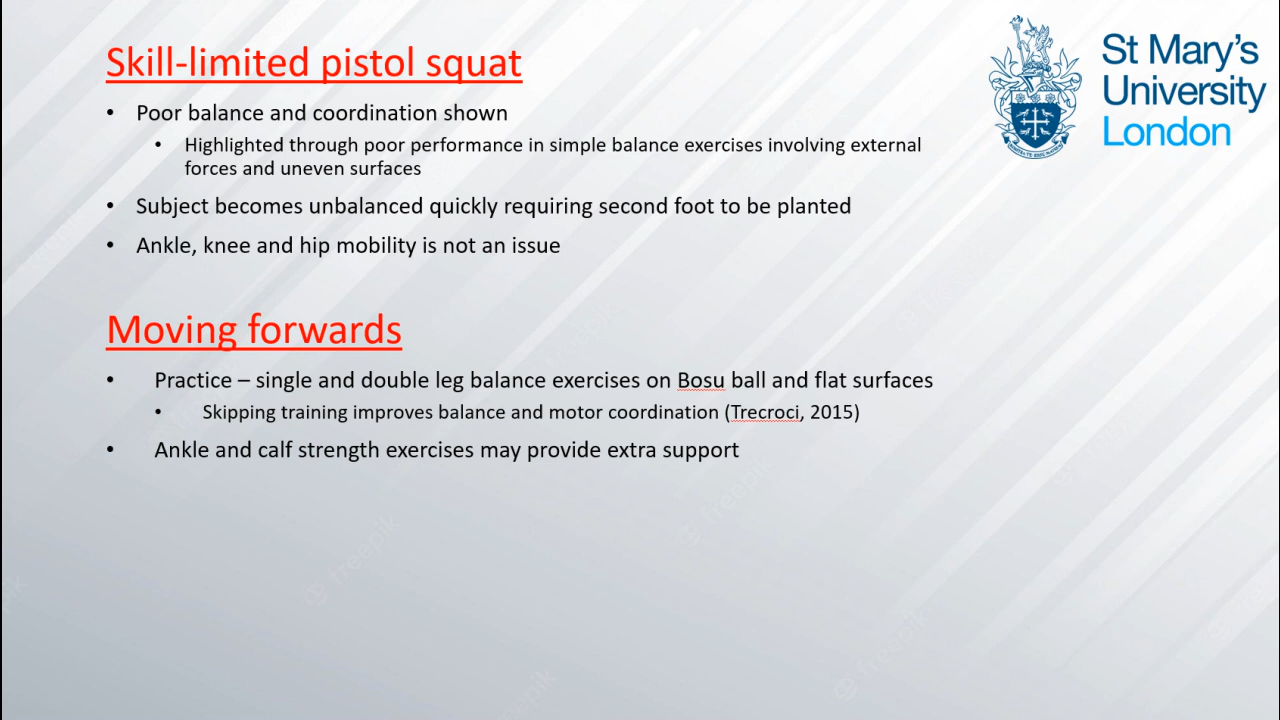 Skill-limited pistol squat
• Poor balance and coordination shown
• Highlighted through poor performance in simple balance exercises involving external
forces and uneven surfaces
• Subject becomes unbalanced quickly requiring second foot to be planted
• Ankle, knee and hip mobility is not an issue
St Mary's
University
London
Moving forwards
• Practice – single and double leg balance exercises on Bosu ball and flat surfaces
• Skipping training improves balance and motor coordination (Trecroci, 2015)
• Ankle and calf strength exercises may provide extra support
freepik
freepik
freepik
freepik